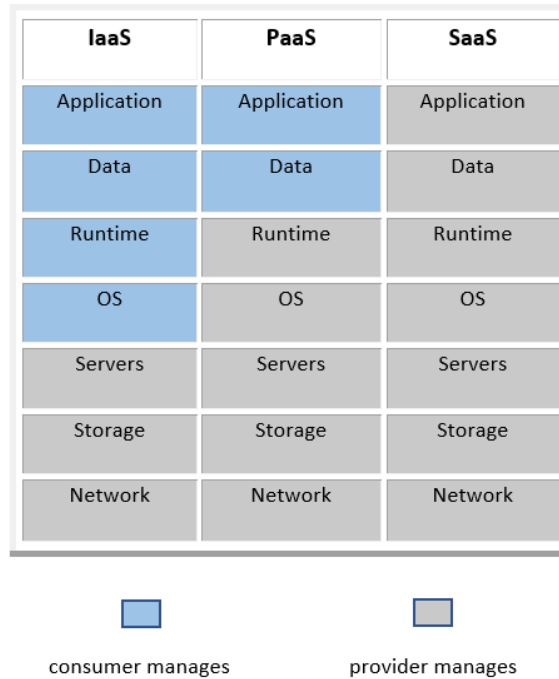 IaaS PaaS SaaS
Application Application Application
Data Data Data
Runtime Runtime Runtime
OS OS OS
Servers Servers Servers
Storage Storage Storage
Network Network Network
consumer manages provider manages